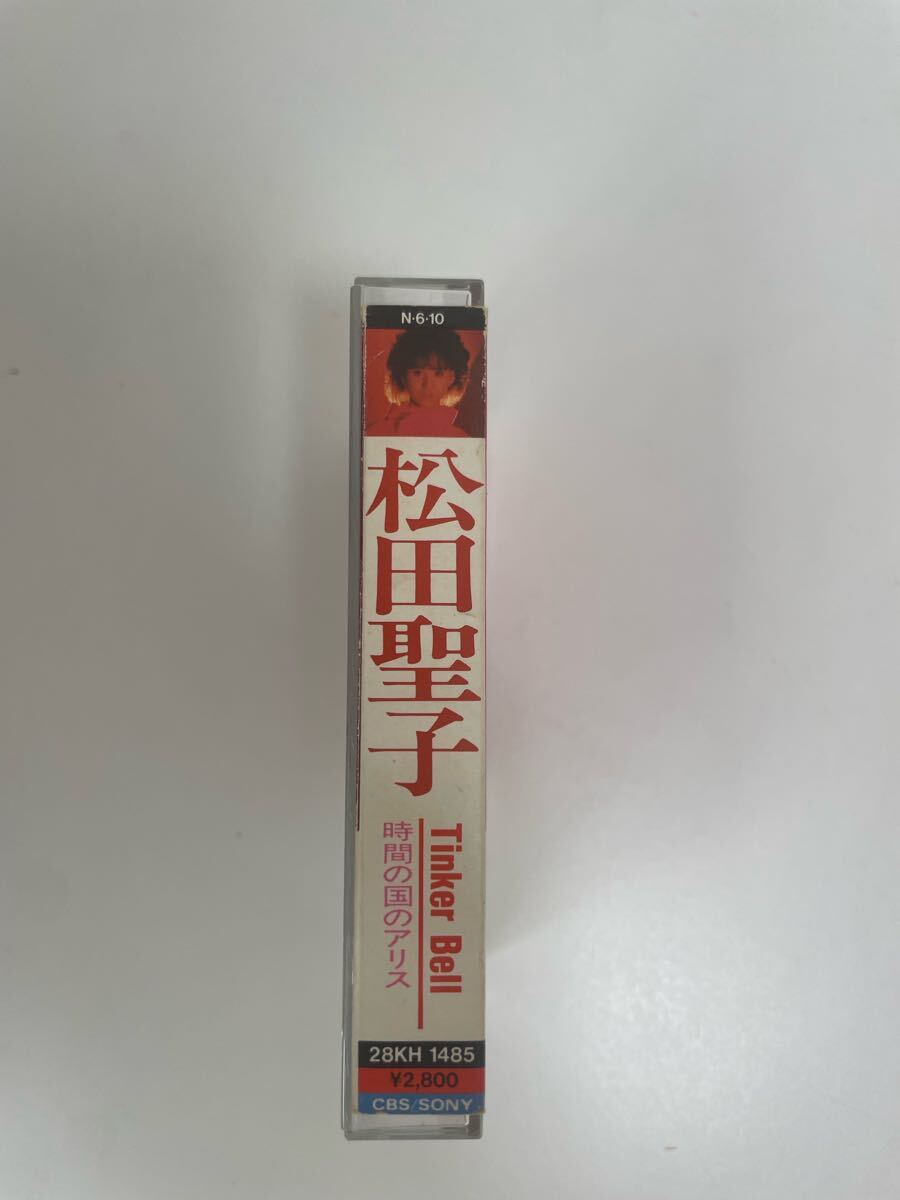 N・6・10
松田聖子
Tinker Bell
時間の国のアリス
28KH 1485
¥2,800
CBS/SONY